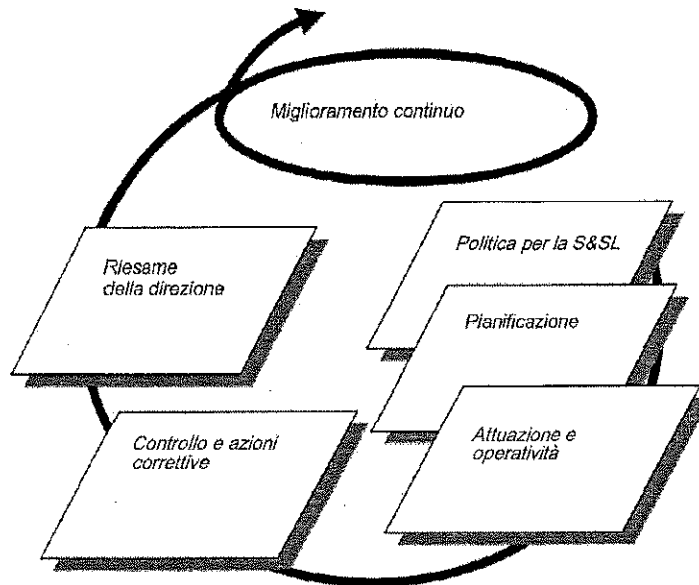 Miglioramento continuo
Politica per la S&SL
Pianificazione
Attuazione e
operatività
Controllo e azioni
correttive
Riesame
della direzione